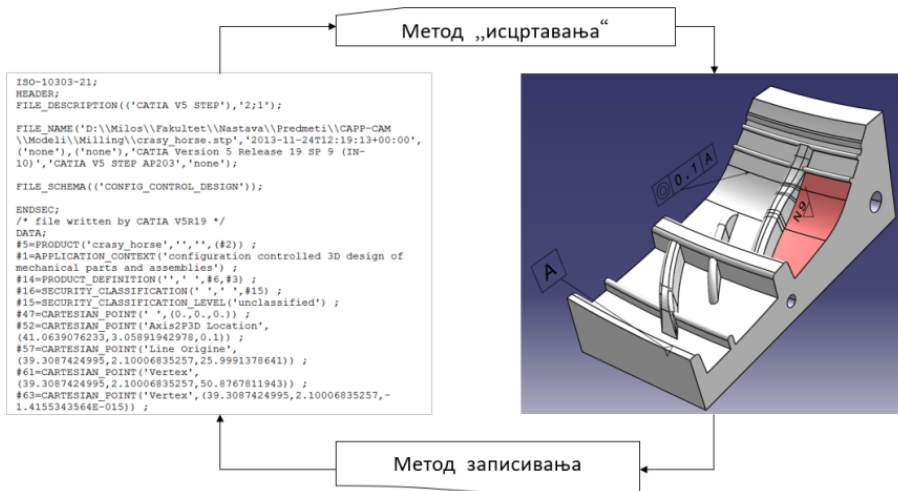 Метод „исцртавања“
ISO-10303-21;
HEADER;
FILE_DESCRIPTION(('CATIA V5 STEP'),'2;1');
FILE_NAME('D:\\Milos\\Fakultet\\Nastava\\Predmeti\\CAPP-CAM
\\Modeli\\Milling\\crasy_horse.stp','2013-11-24T12:19:13+00:00',
('none'),('none'),'CATIA Version 5 Release 19 SP 9 (IN-
10)','CATIA V5 STEP AP203','none');
FILE_SCHEMA(('CONFIG_CONTROL_DESIGN'));
ENDSEC;
/* file written by CATIA V5R19 */
DATA;
#5=PRODUCT('crasy_horse','','',(#2)) ;
#1=APPLICATION_CONTEXT('configuration controlled 3D design of
mechanical parts and assemblies') ;
#14=PRODUCT_DEFINITION('',' ',#6,#3) ;
#16=SECURITY_CLASSIFICATION(' ',' ',#15) ;
#15=SECURITY_CLASSIFICATION_LEVEL('unclassified') ;
#47=CARTESIAN_POINT(' ',(0.,0.,0.)) ;
#52=CARTESIAN_POINT('Axis2P3D Location',
(41.0639076233,3.05891942978,0.1)) ;
#57=CARTESIAN_POINT('Line Origine',
(39.3087424995,2.10006835257,25.9991378641)) ;
#61=CARTESIAN_POINT('Vertex',
(39.3087424995,2.10006835257,50.8767811943)) ;
#63=CARTESIAN_POINT('Vertex',(39.3087424995,2.10006835257,-
1.4155343564E-015)) ;
◎ 0.1 A
N9
A
Метод записивања